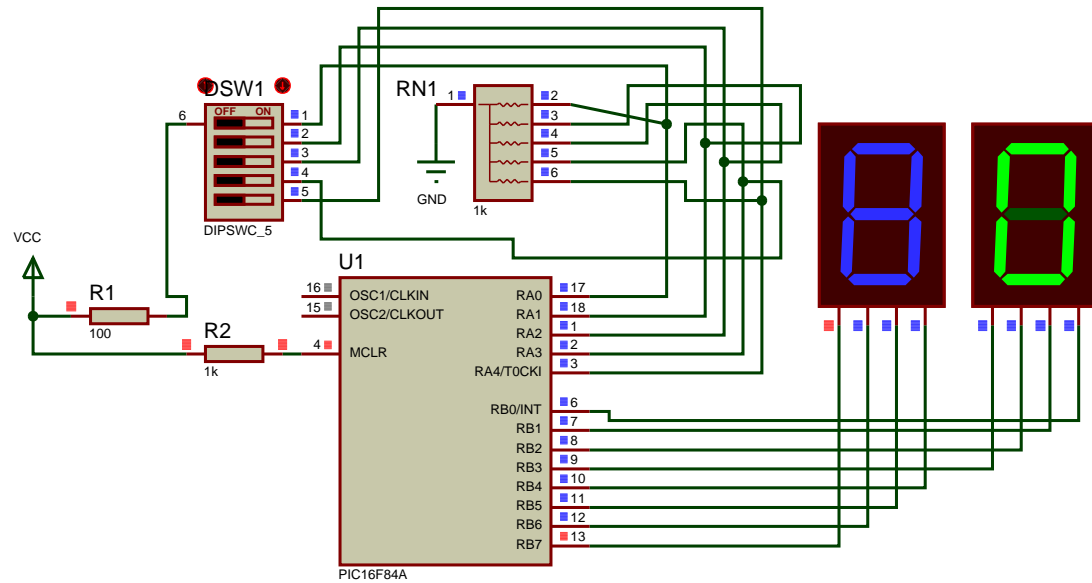 DSW1
OFF ON
6
1
2
3
4
5
DIPSWC_5
RN1
1
2
3
4
5
6
1k
GND
VCC
R1
100
R2
1k
U1
16 OSC1/CLKIN
15 OSC2/CLKOUT
4 MCLR
RA0 17
RA1 18
RA2 1
RA3 2
RA4/T0CKI 3
RB0/INT 6
RB1 7
RB2 8
RB3 9
RB4 10
RB5 11
RB6 12
RB7 13
PIC16F84A
8
0